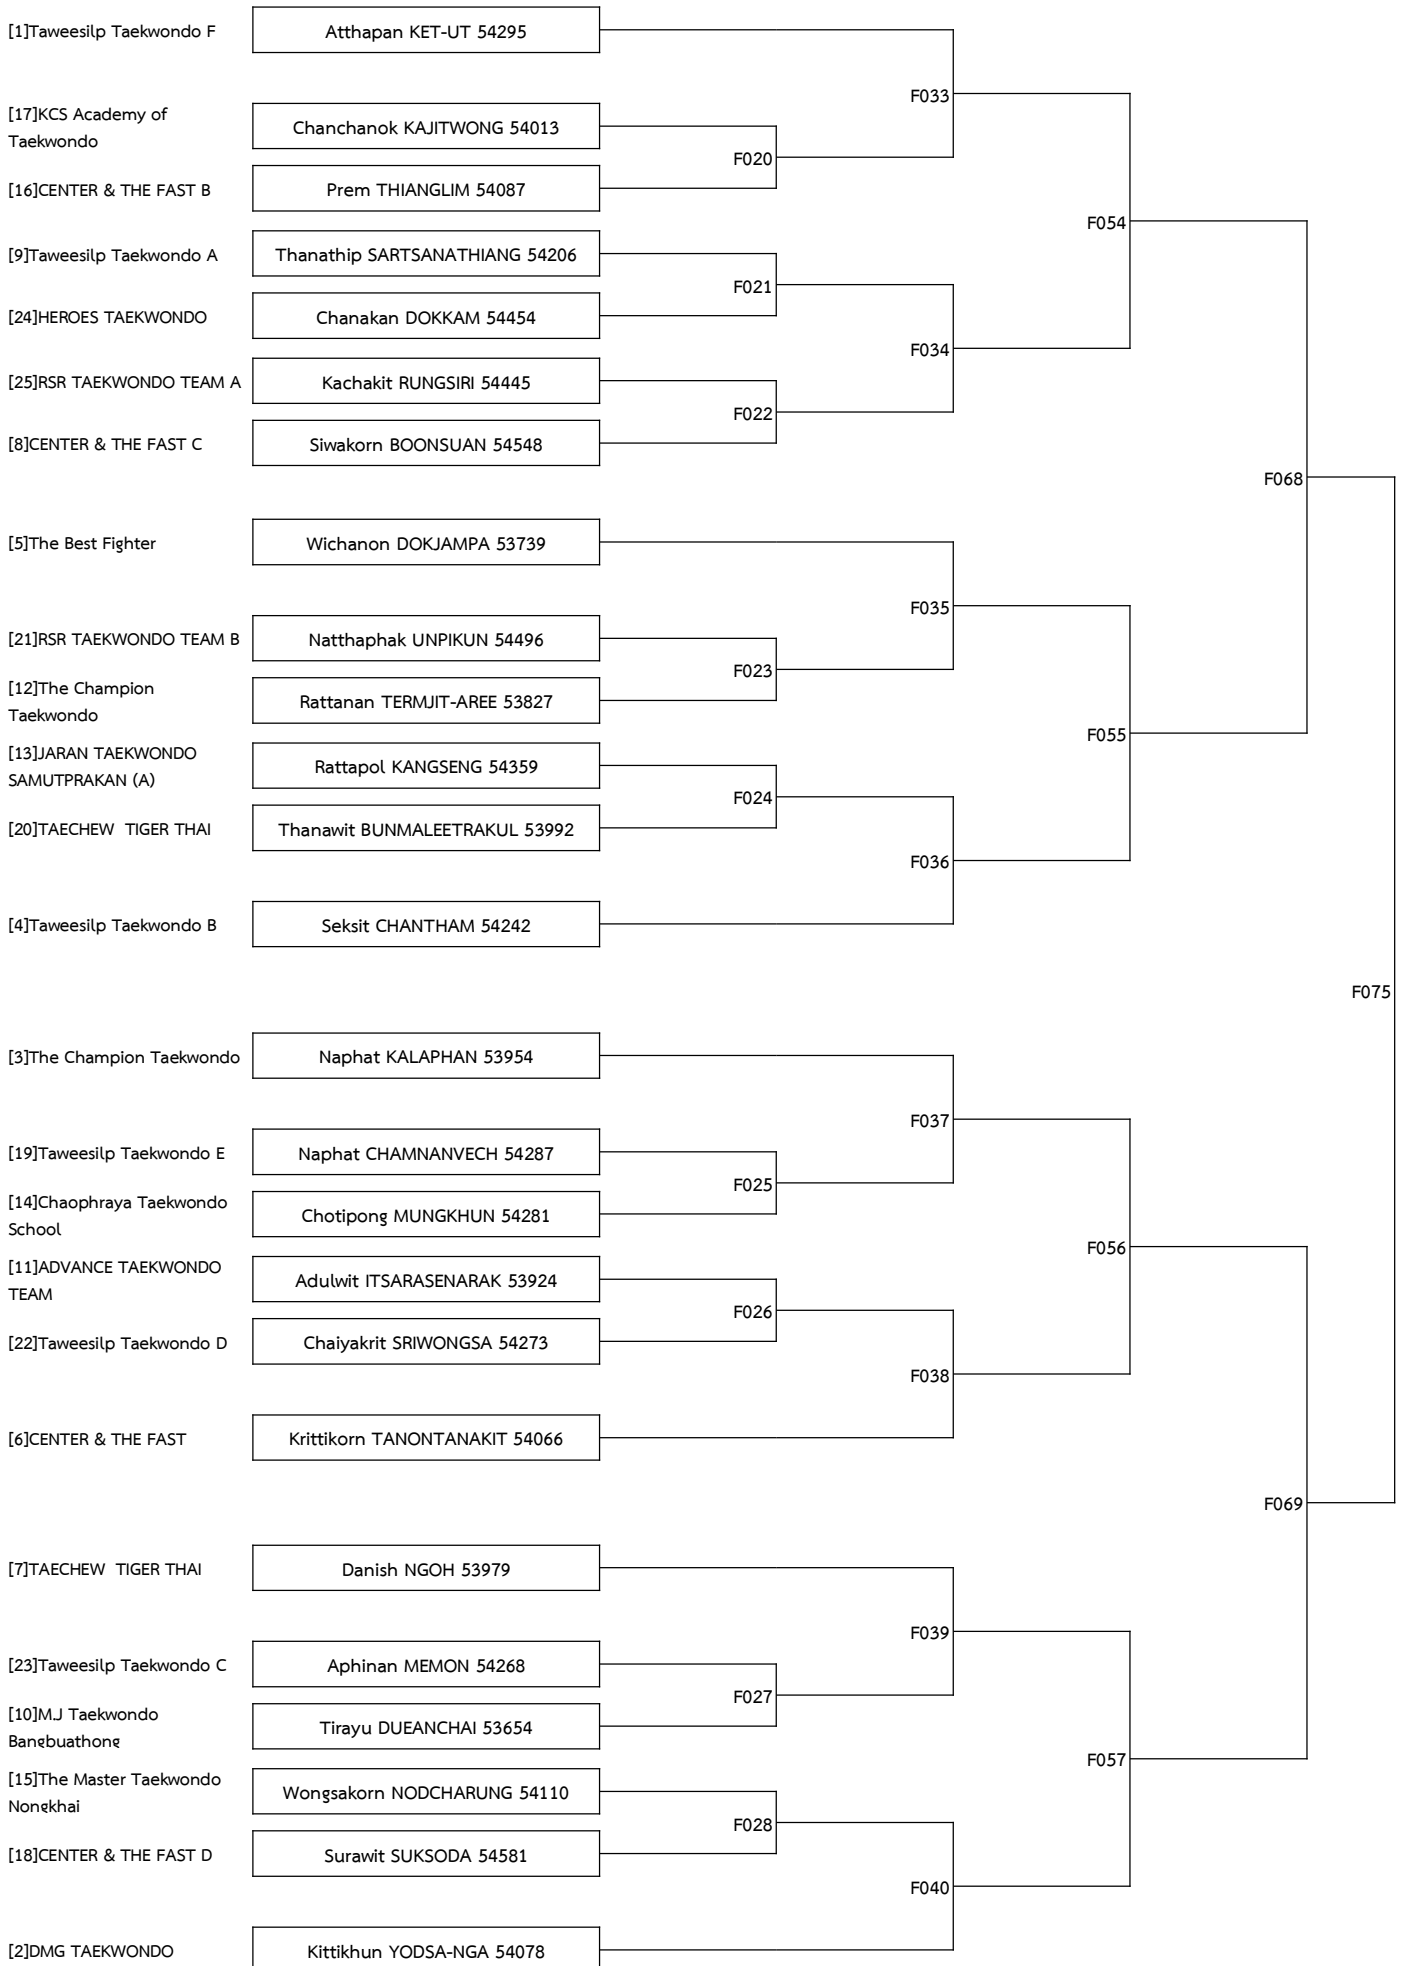 [1]Taweesilp Taekwondo F
Atthapan KET-UT 54295
F033
[17]KCS Academy of
Taekwondo
Chanchanok KAJITWONG 54013
F020
[16]CENTER & THE FAST B
Prem THIANGLIM 54087
F054
[9]Taweesilp Taekwondo A
Thanathip SARTSANATHIANG 54206
F021
[24]HEROES TAEKWONDO
Chanakan DOKKAM 54454
F034
[25]RSR TAEKWONDO TEAM A
Kachakit RUNGSIRI 54445
F022
[8]CENTER & THE FAST C
Siwakorn BOONSUAN 54548
F068
[5]The Best Fighter
Wichanon DOKJAMPA 53739
F035
[21]RSR TAEKWONDO TEAM B
Natthaphak UNPIKUN 54496
F023
[12]The Champion
Taekwondo
Rattanan TERMJIT-AREE 53827
F055
[13]JARAN TAEKWONDO
SAMUTPRAKAN (A)
Rattapol KANGSENG 54359
F024
[20]TAECHEW  TIGER THAI
Thanawit BUNMALEETRAKUL 53992
F036
[4]Taweesilp Taekwondo B
Seksit CHANTHAM 54242
F075
[3]The Champion Taekwondo
Naphat KALAPHAN 53954
F037
[19]Taweesilp Taekwondo E
Naphat CHAMNANVECH 54287
F025
[14]Chaophraya Taekwondo
School
Chotipong MUNGKHUN 54281
F056
[11]ADVANCE TAEKWONDO
TEAM
Adulwit ITSARASENARAK 53924
F026
[22]Taweesilp Taekwondo D
Chaiyakrit SRIWONGSA 54273
F038
[6]CENTER & THE FAST
Krittikorn TANONTANAKIT 54066
F069
[7]TAECHEW  TIGER THAI
Danish NGOH 53979
F039
[23]Taweesilp Taekwondo C
Aphinan MEMON 54268
F027
[10]M.J Taekwondo
Bangbuathong
Tirayu DUEANCHAI 53654
F057
[15]The Master Taekwondo
Nongkhai
Wongsakorn NODCHARUNG 54110
F028
[18]CENTER & THE FAST D
Surawit SUKSODA 54581
F040
[2]DMG TAEKWONDO
Kittikhun YODSA-NGA 54078